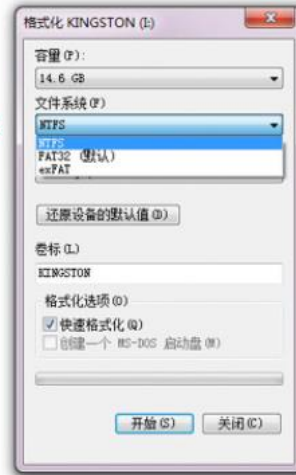 格式化 KINGSTON (I:)
容量(P):
14.6 GB
文件系统(F)
NTFS
NTFS
FAT32 (默认)
exFAT
还原设备的默认值(D)
卷标(L)
KINGSTON
格式化选项(O)
快速格式化(Q)
创建一个 MS-DOS 启动盘(M)
开始(S) 关闭(C)